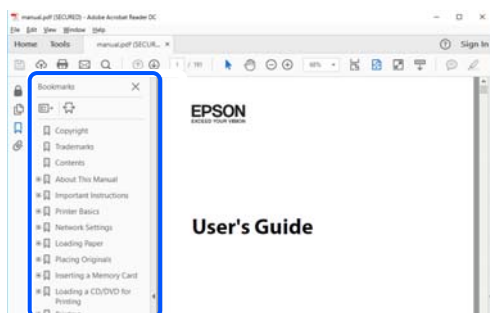 manual.pdf (SECURED) - Adobe Acrobat Reader DC
File Edit View Window Help
Home Tools manual.pdf (SECUR... ×
Sign In
1 / 191
Bookmarks
Copyright
Trademarks
Contents
About This Manual
Important Instructions
Printer Basics
Network Settings
Loading Paper
Placing Originals
Inserting a Memory Card
Loading a CD/DVD for
Printing
EPSON
EXCEED YOUR VISION
User's Guide